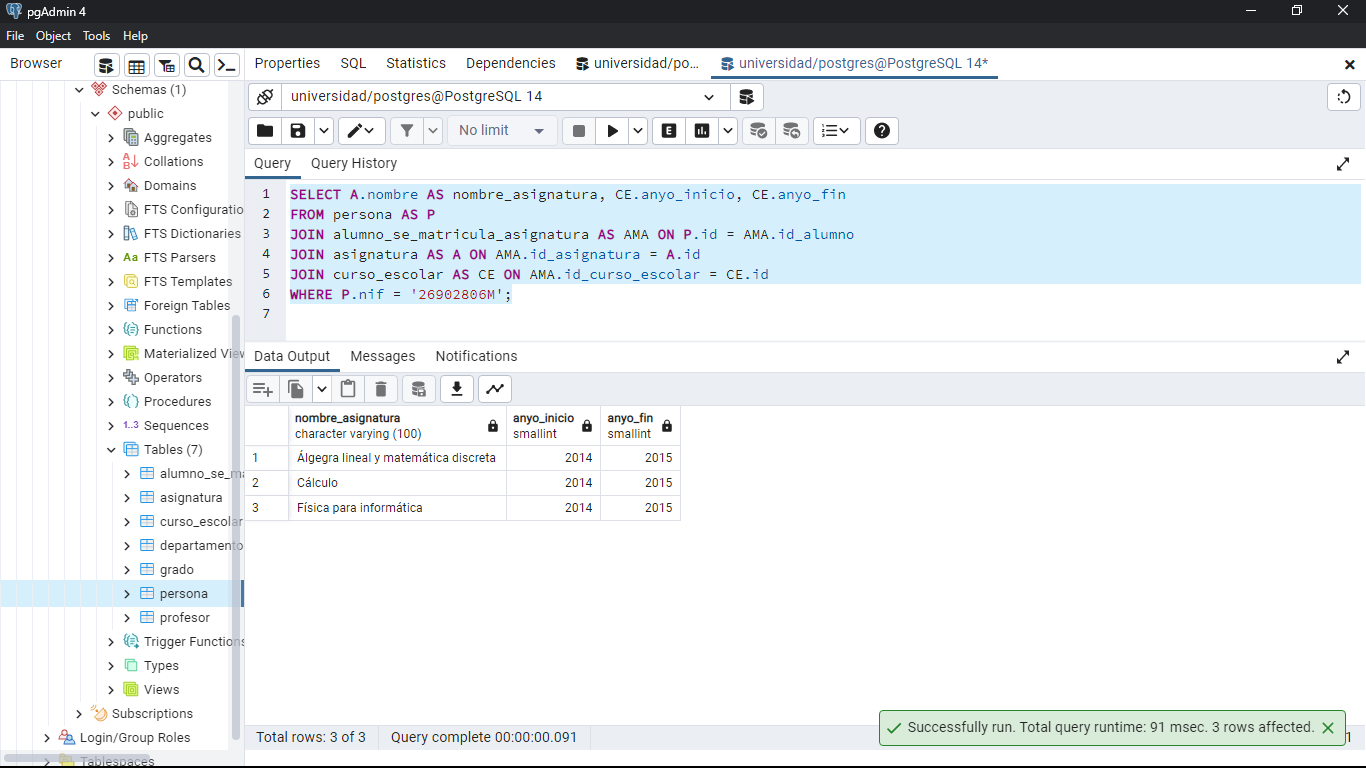 pgAdmin 4
File Object Tools Help
Browser
Properties SQL Statistics Dependencies universidad/po... universidad/postgres@PostgreSQL 14*
Schemas (1)
public
Aggregates
Collations
Domains
FTS Configuratio
FTS Dictionaries
FTS Parsers
FTS Templates
Foreign Tables
Functions
Materialized View
Operators
Procedures
1..3 Sequences
Tables (7)
alumno_se_ma
asignatura
curso_escolar
departamento
grado
persona
profesor
Trigger Functions
Types
Views
Subscriptions
Login/Group Roles
Tablespaces
universidad/postgres@PostgreSQL 14
No limit
E
Query Query History
1 SELECT A.nombre AS nombre_asignatura, CE.anyo_inicio, CE.anyo_fin
2 FROM persona AS P
3 JOIN alumno_se_matricula_asignatura AS AMA ON P.id = AMA.id_alumno
4 JOIN asignatura AS A ON AMA.id_asignatura = A.id
5 JOIN curso_escolar AS CE ON AMA.id_curso_escolar = CE.id
6 WHERE P.nif = '26902806M';
7
Data Output Messages Notifications
nombre_asignatura anyo_inicio anyo_fin
character varying (100) smallint smallint
1 Álgegra lineal y matemática discreta 2014 2015
2 Cálculo 2014 2015
3 Física para informática 2014 2015
Total rows: 3 of 3 Query complete 00:00:00.091
Successfully run. Total query runtime: 91 msec. 3 rows affected.
1